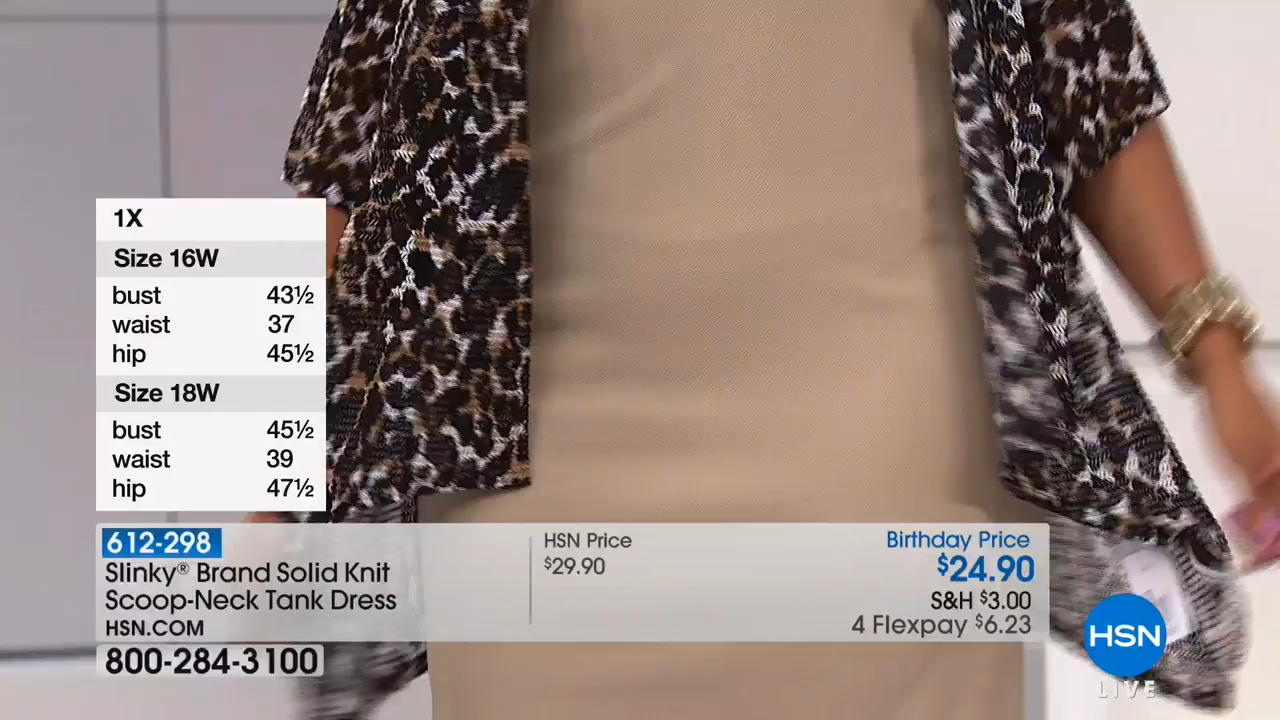 1X
Size 16W
bust 43½
waist 37
hip 45½
Size 18W
bust 45½
waist 39
hip 47½
612-298
Slinky® Brand Solid Knit
Scoop-Neck Tank Dress
HSN.COM
800-284-3100
HSN Price
$29.90
Birthday Price
$24.90
S&H $3.00
4 Flexpay $6.23
HSN
LIVE